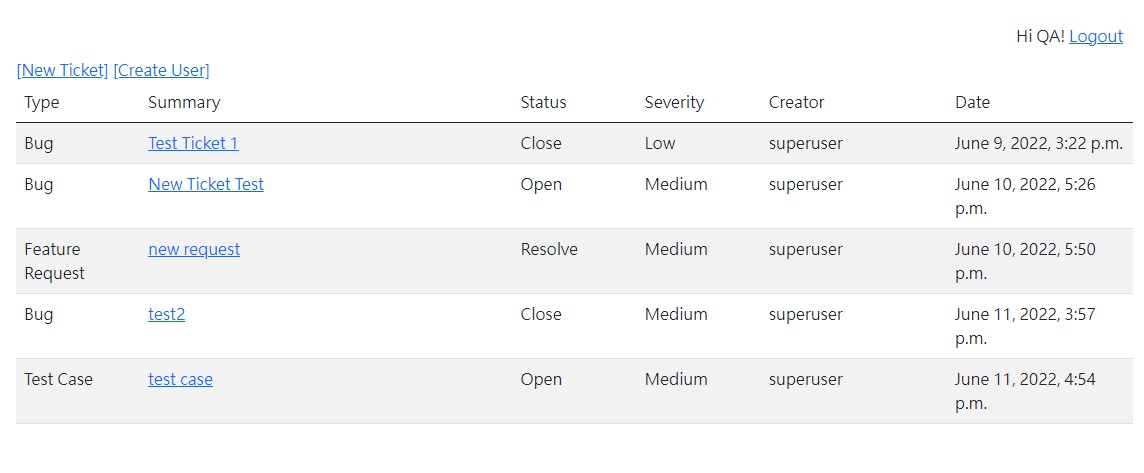 Hi QA! Logout
[New Ticket] [Create User]
Type Summary Status Severity Creator Date
Bug Test Ticket 1 Close Low superuser June 9, 2022, 3:22 p.m.
Bug New Ticket Test Open Medium superuser June 10, 2022, 5:26
p.m.
Feature new request Resolve Medium superuser June 10, 2022, 5:50
Request p.m.
Bug test2 Close Medium superuser June 11, 2022, 3:57
p.m.
Test Case test case Open Medium superuser June 11, 2022, 4:54
p.m.